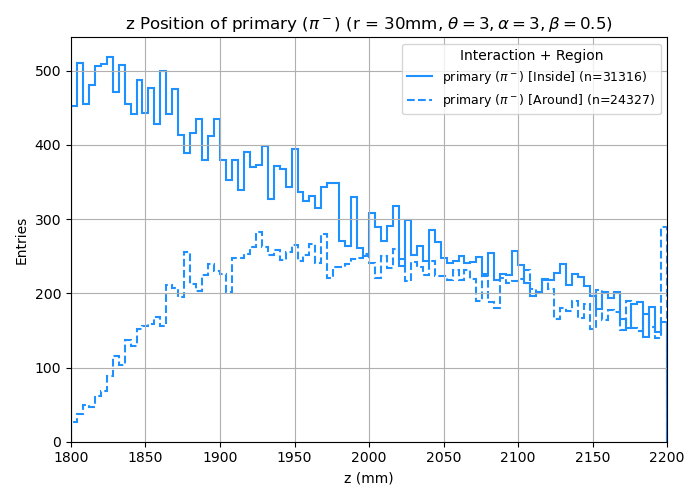 z Position of primary (π⁻) (r = 30mm, θ = 3, α = 3, β = 0.5)
Interaction + Region
primary (π⁻) [Inside] (n=31316)
primary (π⁻) [Around] (n=24327)
Entries
500
400
300
200
100
0
1800 1850 1900 1950 2000 2050 2100 2150 2200
z (mm)